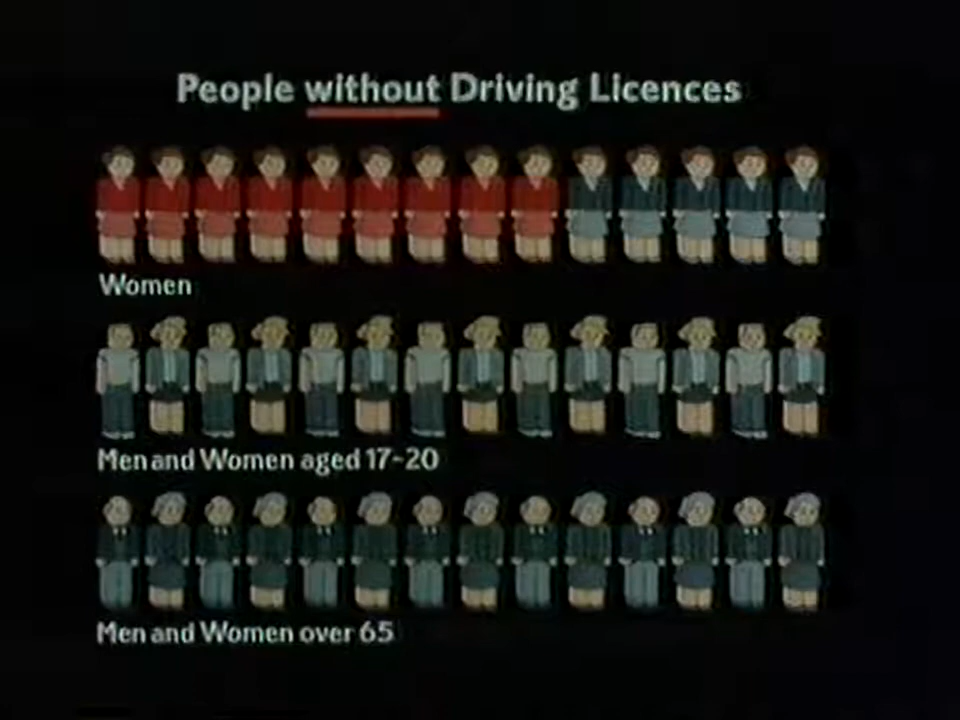 People without Driving Licences
Women
Men and Women aged 17-20
Men and Women over 65